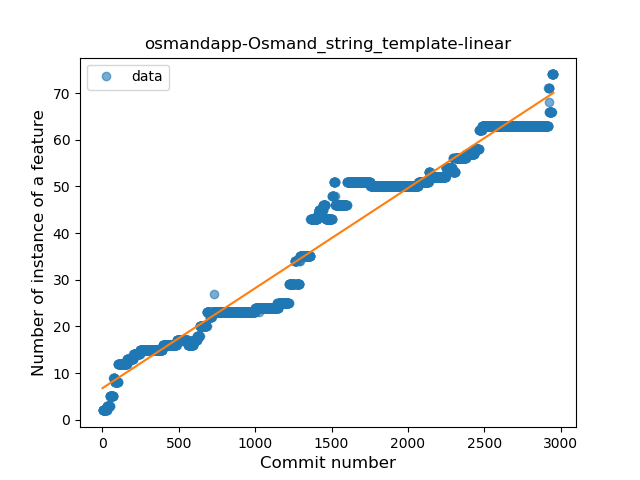 osmandapp-Osmand_string_template-linear
data
Number of instance of a feature
70
60
50
40
30
20
10
0
0 500 1000 1500 2000 2500 3000
Commit number